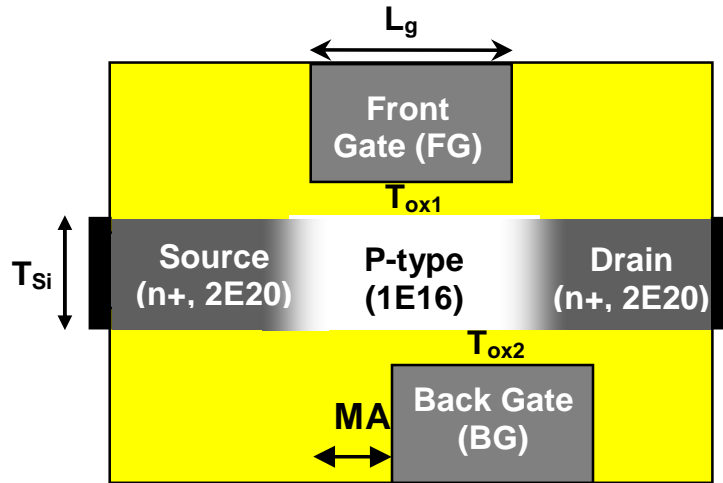 Lg
Front
Gate (FG)
Tox1
TSi
Source
(n+, 2E20)
P-type
(1E16)
Drain
(n+, 2E20)
Tox2
MA
Back Gate
(BG)